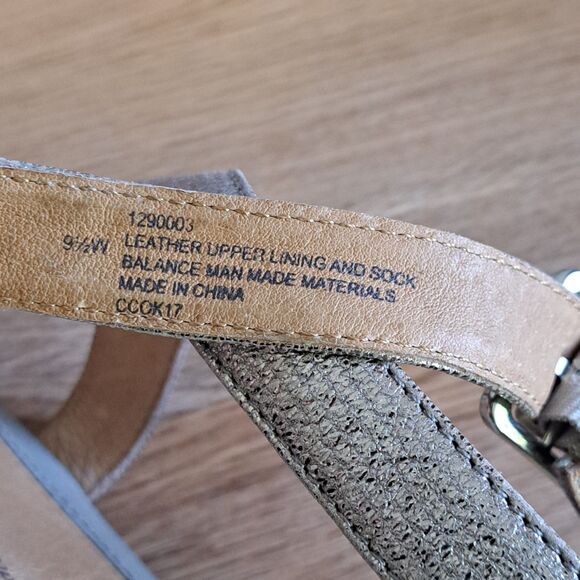 1290003
9½W LEATHER UPPER LINING AND SOCK
BALANCE MAN MADE MATERIALS
MADE IN CHINA
CCOK17